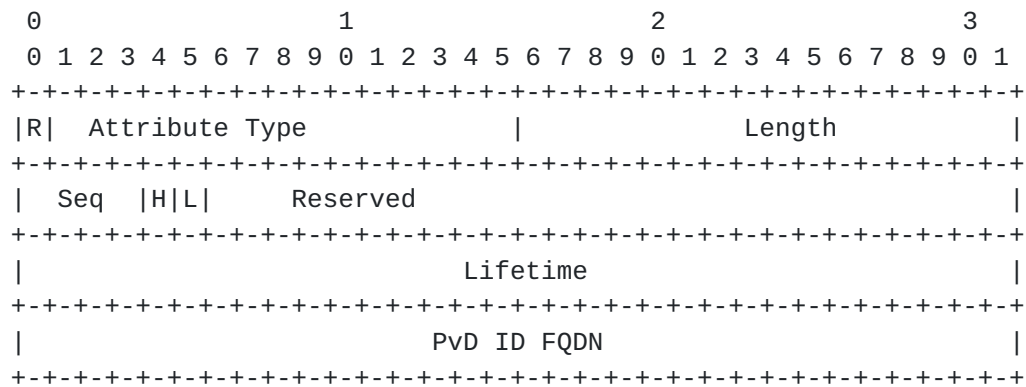 0                   1                   2                   3
 0 1 2 3 4 5 6 7 8 9 0 1 2 3 4 5 6 7 8 9 0 1 2 3 4 5 6 7 8 9 0 1
+-+-+-+-+-+-+-+-+-+-+-+-+-+-+-+-+-+-+-+-+-+-+-+-+-+-+-+-+-+-+-+-+
|R|  Attribute Type             |              Length           |
+-+-+-+-+-+-+-+-+-+-+-+-+-+-+-+-+-+-+-+-+-+-+-+-+-+-+-+-+-+-+-+-+
|  Seq  |H|L|     Reserved                                      |
+-+-+-+-+-+-+-+-+-+-+-+-+-+-+-+-+-+-+-+-+-+-+-+-+-+-+-+-+-+-+-+-+
|                            Lifetime                           |
+-+-+-+-+-+-+-+-+-+-+-+-+-+-+-+-+-+-+-+-+-+-+-+-+-+-+-+-+-+-+-+-+
|                          PvD ID FQDN                          |
+-+-+-+-+-+-+-+-+-+-+-+-+-+-+-+-+-+-+-+-+-+-+-+-+-+-+-+-+-+-+-+-+